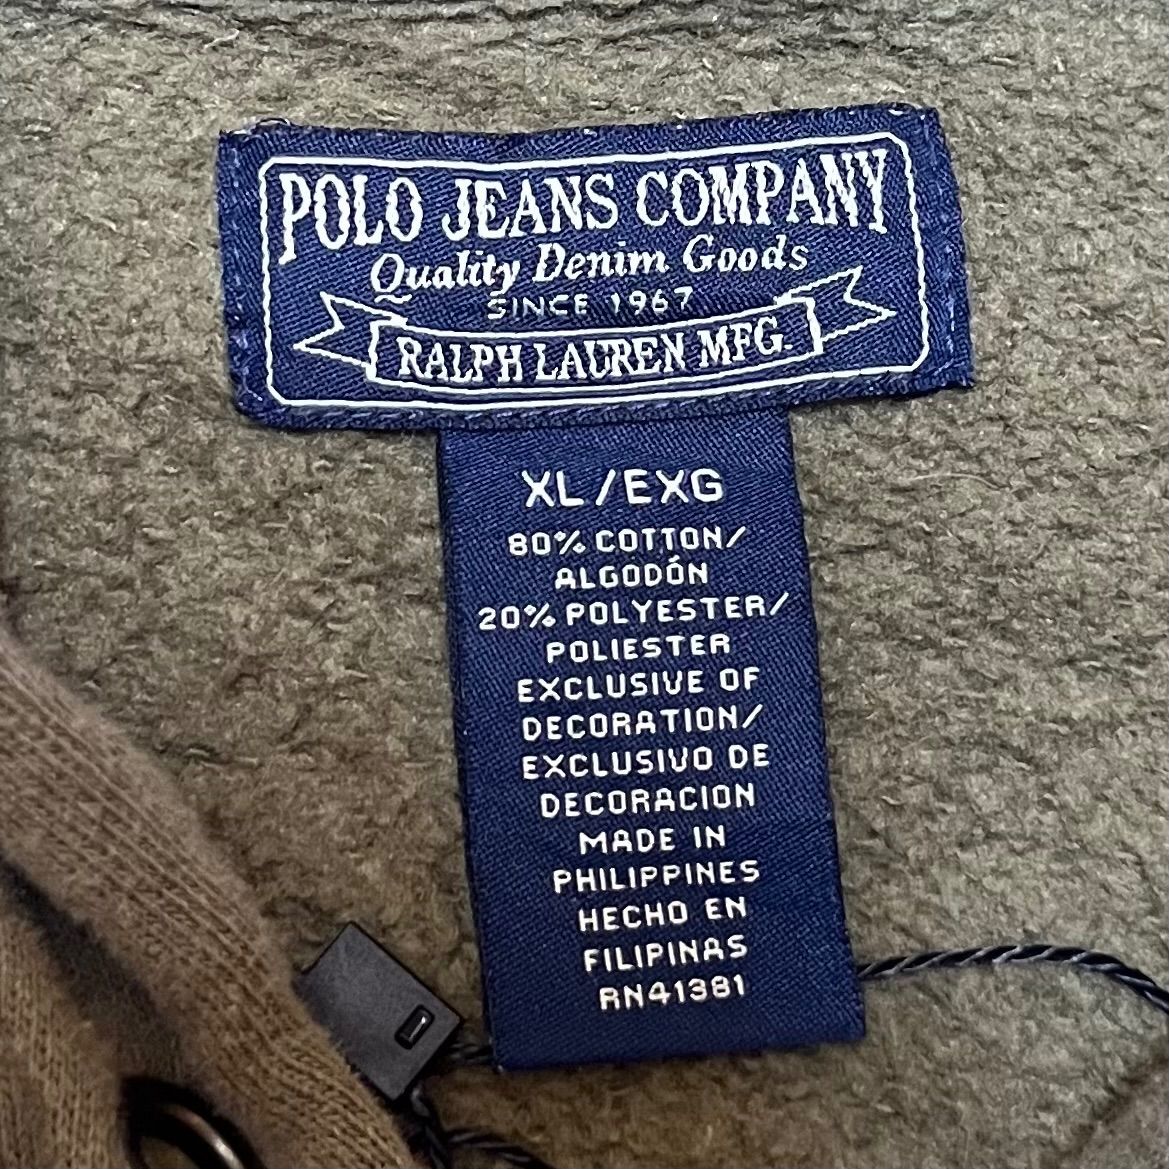 POLO JEANS COMPANY
Quality Denim Goods
SINCE 1967
RALPH LAUREN MFG.
XL/EXG
80% COTTON/
ALGODÓN
20% POLYESTER/
POLIESTER
EXCLUSIVE OF
DECORATION/
EXCLUSIVO DE
DECORACION
MADE IN
PHILIPPINES
HECHO EN
FILIPINAS
RN41381